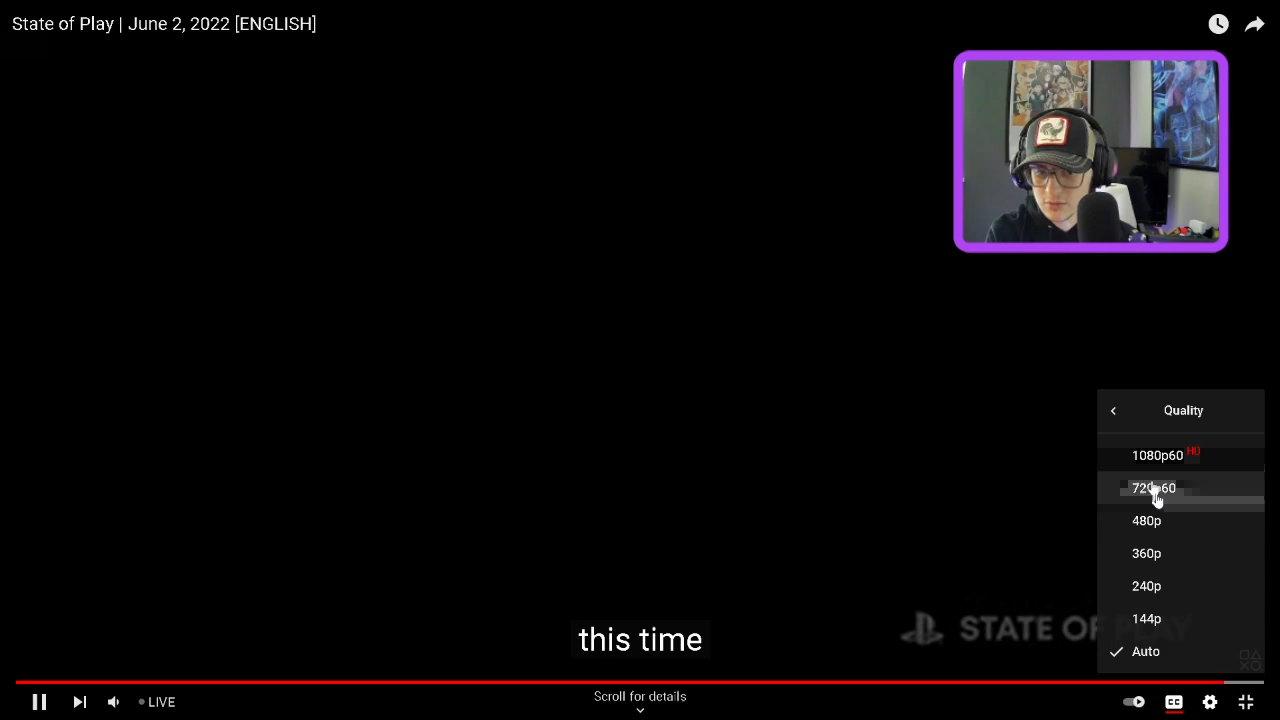 State of Play | June 2, 2022 [ENGLISH]
Quality
1080p60 HD
720p60
480p
360p
240p
144p
Auto
this time
STATE OF PLAY
LIVE
Scroll for details
CC